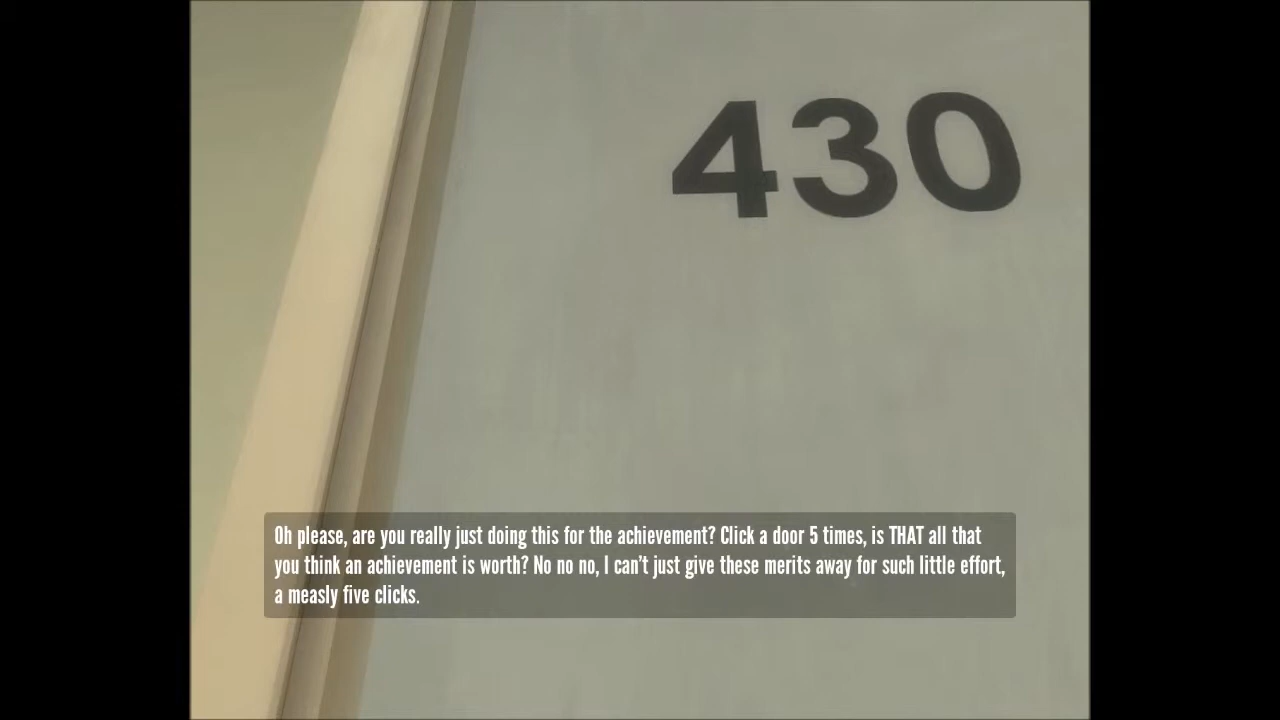 430
Oh please, are you really just doing this for the achievement? Click a door 5 times, is THAT all that
you think an achievement is worth? No no no, I can't just give these merits away for such little effort,
a measly five clicks.